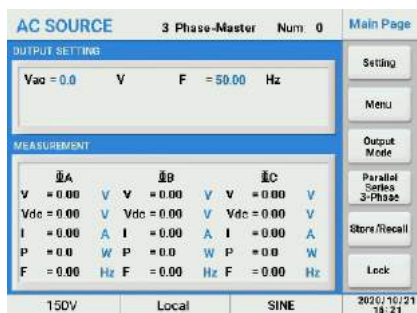 AC SOURCE 3 Phase-Master Num 0 Main Page
OUTPUT SETTING
Vac = 0.0 V F = 50.00 Hz
Setting
Menu
Output Mode
MEASUREMENT
ΦA ΦB ΦC
V = 0.00 V V = 0.00 V V = 0.00 V
Vdc = 0.00 V Vdc = 0.00 V Vdc = 0.00 V
I = 0.00 A I = 0.00 A I = 0.00 A
P = 0.0 W P = 0.0 W P = 0.0 W
F = 0.00 Hz F = 0.00 Hz F = 0.00 Hz
Parallel
Series
3-Phase
Store/Recall
Lock
150V Local SINE 2020/10/21
16:21